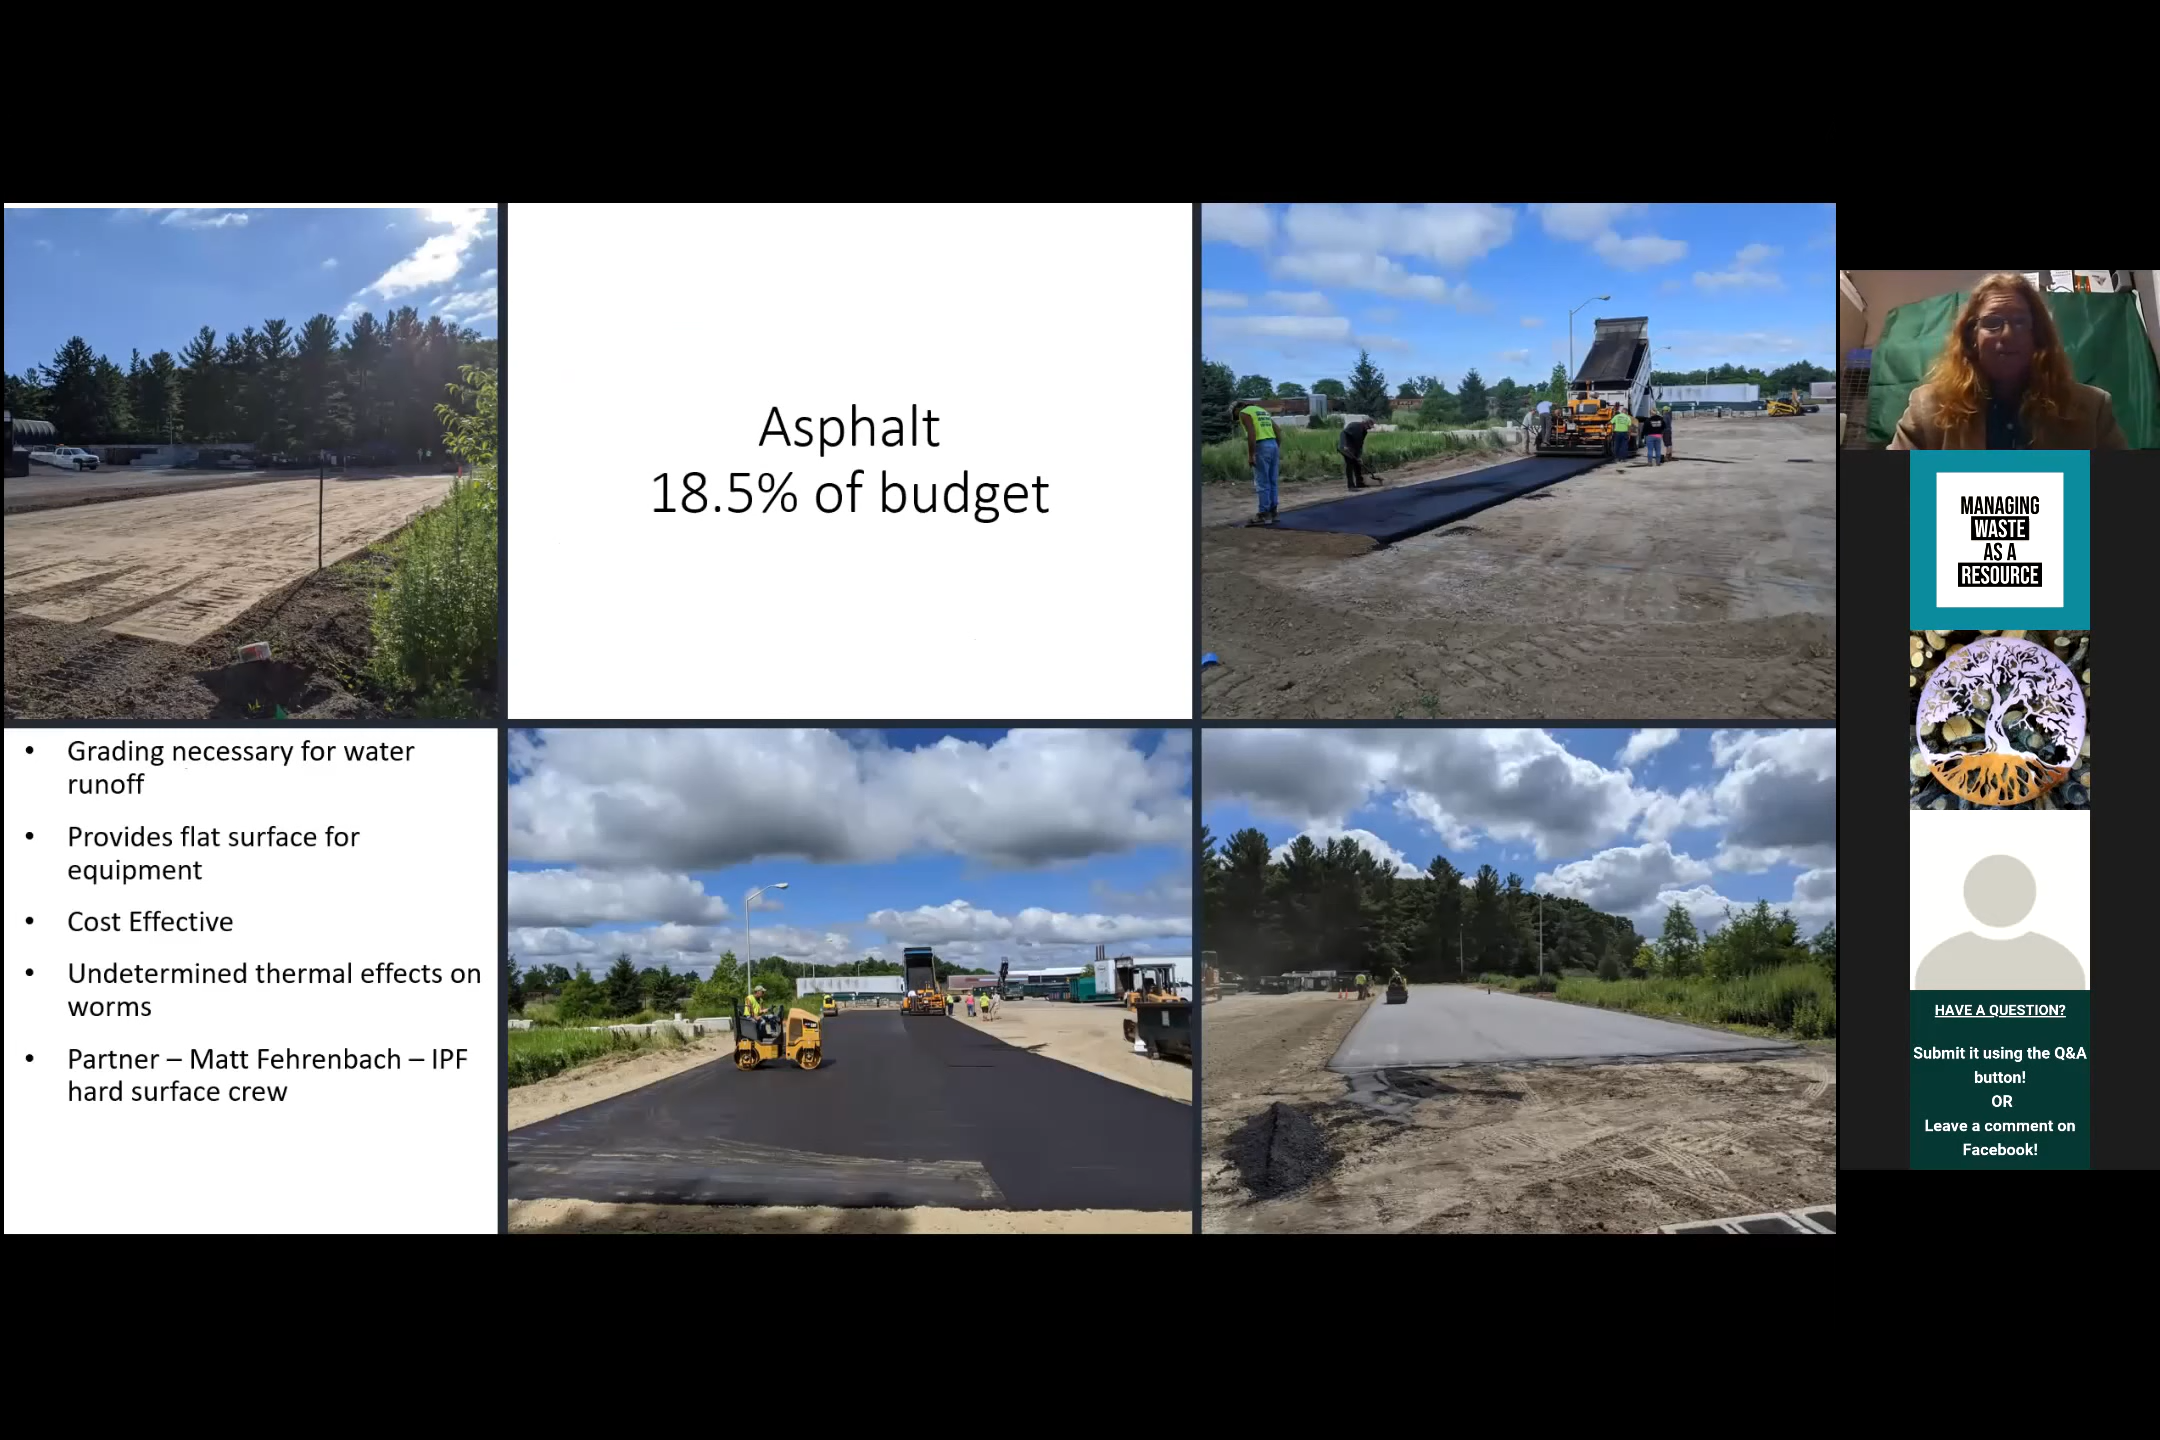 Asphalt
18.5% of budget
• Grading necessary for water
runoff
• Provides flat surface for
equipment
• Cost Effective
• Undetermined thermal effects on
worms
• Partner – Matt Fehrenbach – IPF
hard surface crew
MANAGING
WASTE
AS A
RESOURCE
HAVE A QUESTION?
Submit it using the Q&A
button!
OR
Leave a comment on
Facebook!